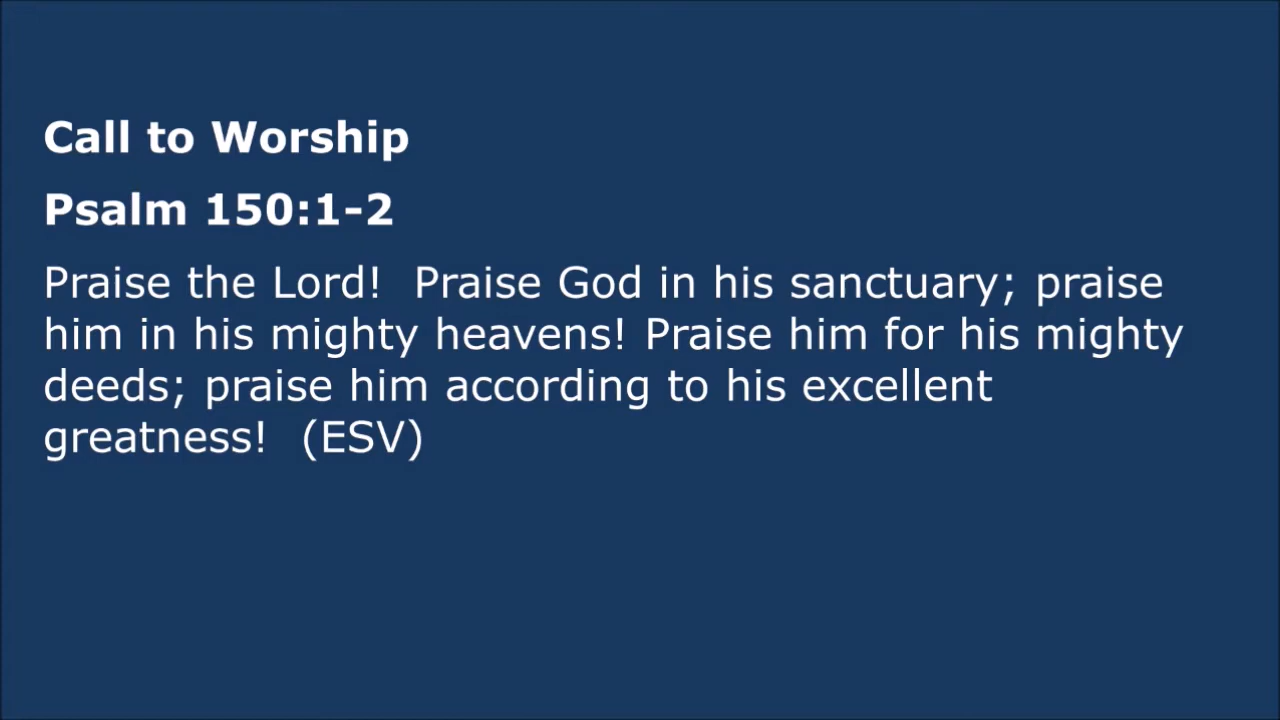 Call to Worship
Psalm 150:1-2
Praise the Lord!  Praise God in his sanctuary; praise
him in his mighty heavens! Praise him for his mighty
deeds; praise him according to his excellent
greatness!  (ESV)